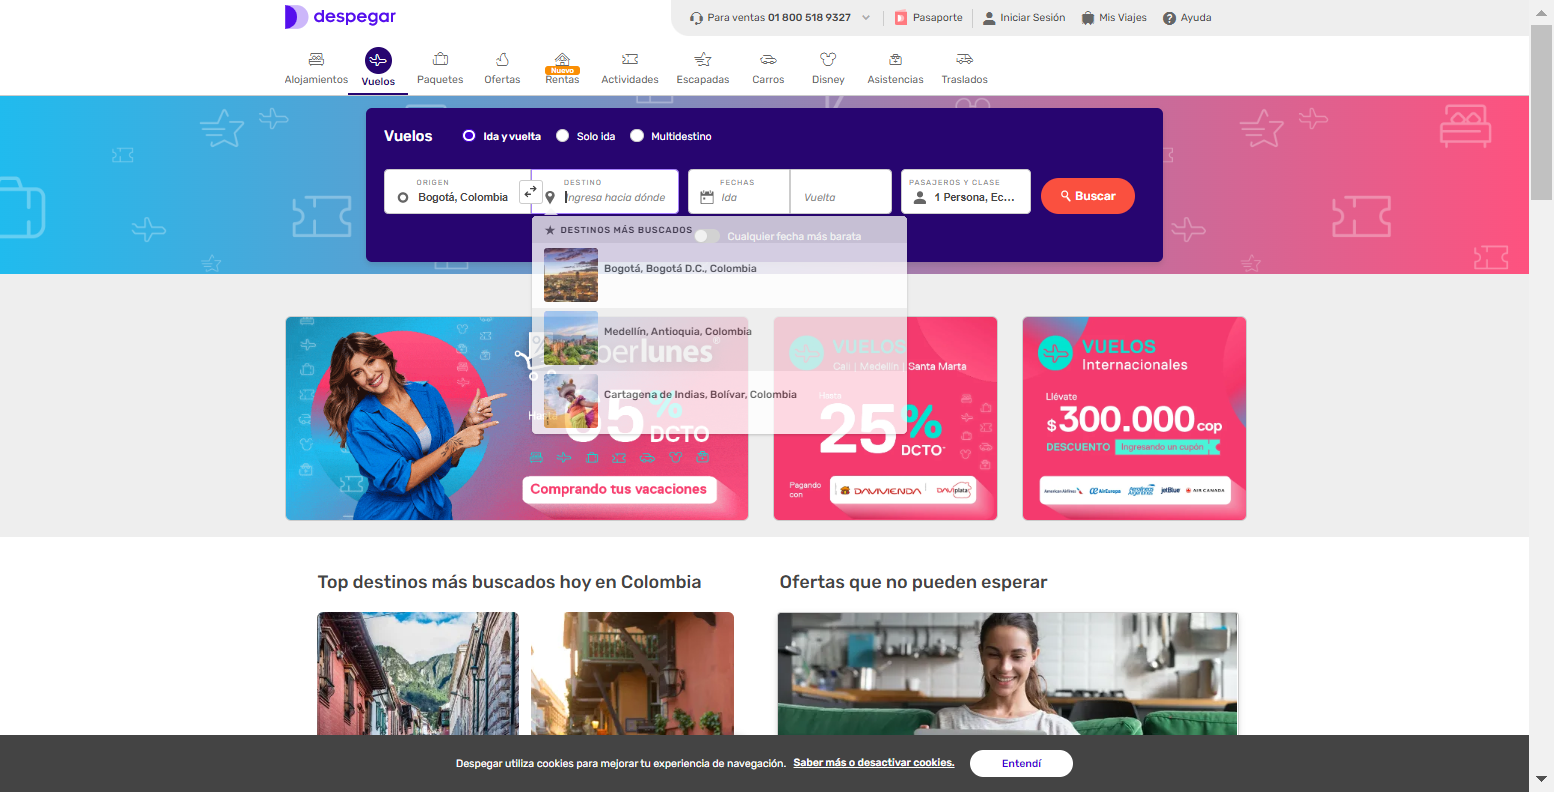 despegar
Para ventas 01 800 518 9327
Pasaporte
Iniciar Sesión
Mis Viajes
Ayuda
Alojamientos
Vuelos
Paquetes
Ofertas
Nuevo
Rentas
Actividades
Escapadas
Carros
Disney
Asistencias
Traslados
Vuelos
Ida y vuelta
Solo ida
Multidestino
ORIGEN
Bogotá, Colombia
DESTINO
Ingresa hacia dónde
FECHAS
Ida
Vuelta
PASAJEROS Y CLASE
1 Persona, Ec...
Buscar
DESTINOS MÁS BUSCADOS
Cualquier fecha más barata
Bogotá, Bogotá D.C., Colombia
Medellín, Antioquia, Colombia
Cartagena de Indias, Bolívar, Colombia
DCTO
Comprando tus vacaciones
VUELOS
Cali | Medellín | Santa Marta
Hasta
25%
DCTO
Pagando
con
DAVIVIENDA
DAVIplata
VUELOS
Internacionales
Llévate
$300.000 cop
DESCUENTO Ingresando un cupón
American Airlines
AirEuropa
Aerolíneas Argentinas
jetBlue
AIR CANADA
Top destinos más buscados hoy en Colombia
Ofertas que no pueden esperar
Despegar utiliza cookies para mejorar tu experiencia de navegación. Saber más o desactivar cookies.
Entendí